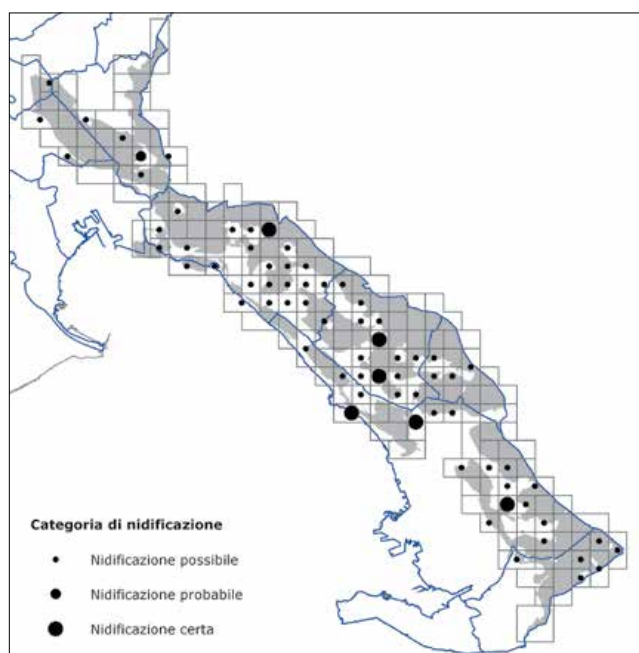 Categoria di nidificazione
Nidificazione possibile
Nidificazione probabile
Nidificazione certa